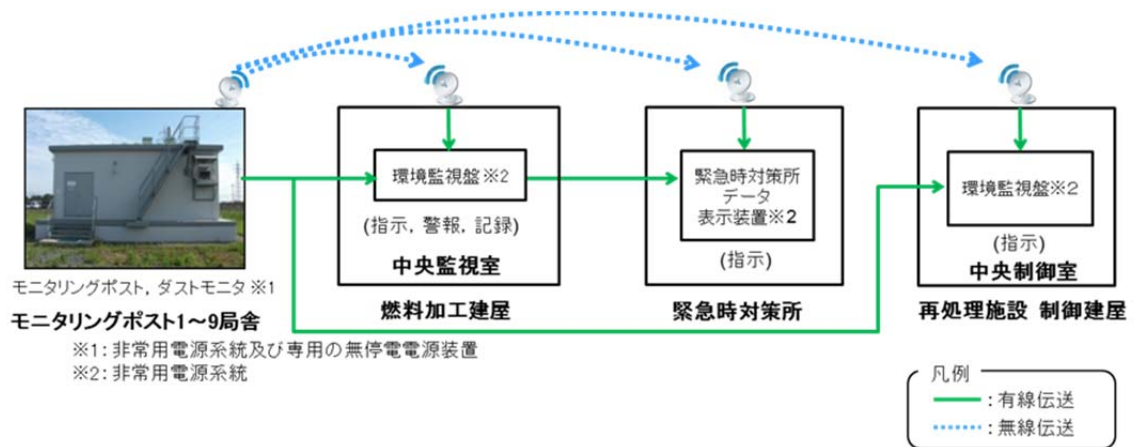 環境監視盤※2
(指示, 警報, 記録)
中央監視室
燃料加工建屋
緊急時対策所
データ
表示装置※2
(指示)
緊急時対策所
環境監視盤※2
(指示)
中央制御室
再処理施設 制御建屋
モニタリングポスト, ダストモニタ ※1
モニタリングポスト1～9局舎
※1: 非常用電源系統及び専用の無停電電源装置
※2: 非常用電源系統
凡例
: 有線伝送
: 無線伝送